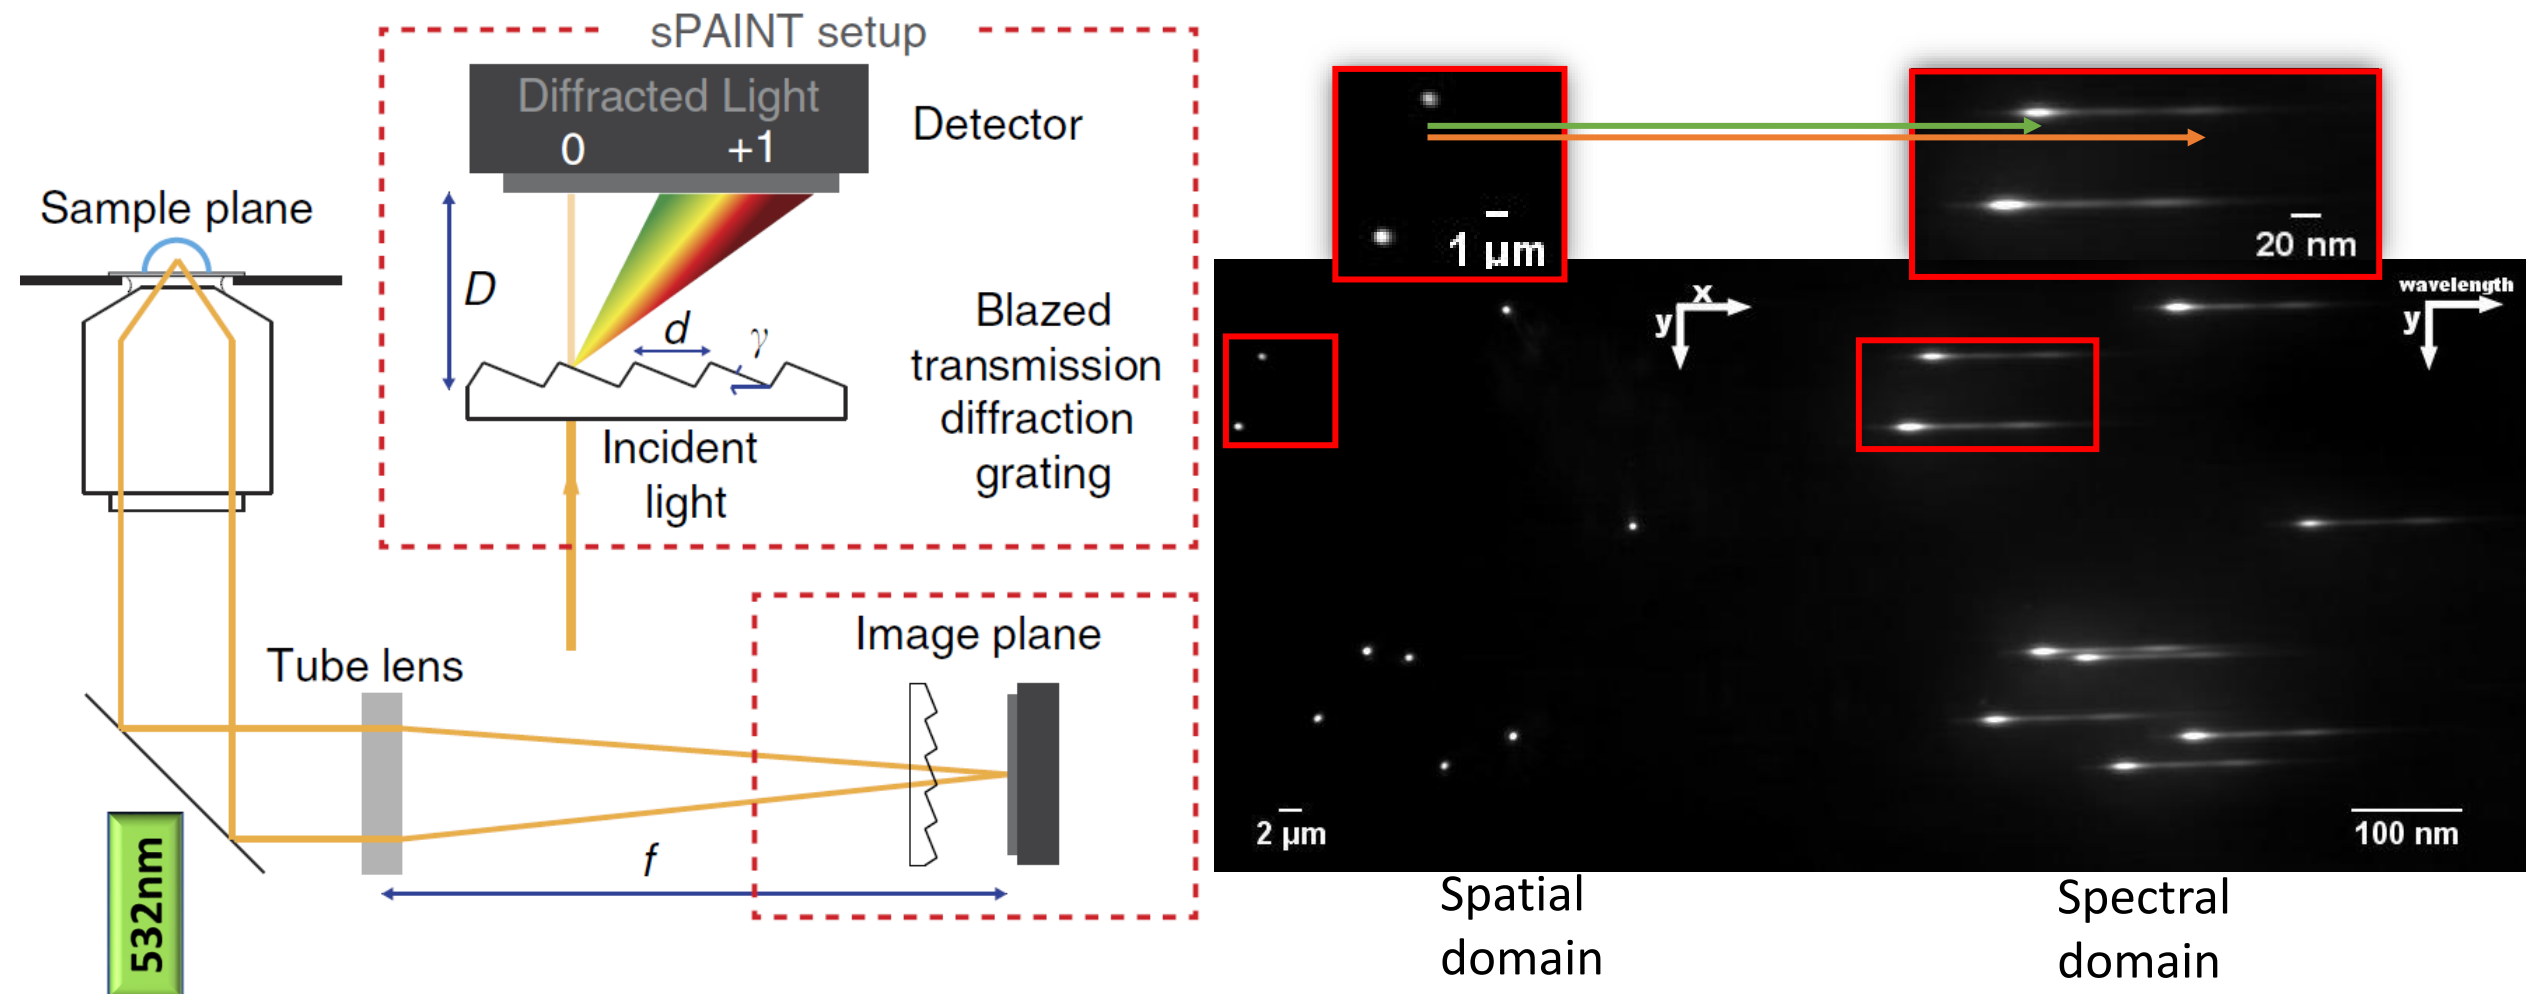 sPAINT setup
Diffracted Light
0
+1
Detector
Sample plane
D
d
γ
Blazed
transmission
diffraction
grating
Incident
light
Image plane
Tube lens
f
532nm
1 µm
20 nm
x
y
wavelength
y
2 µm
100 nm
Spatial
domain
Spectral
domain